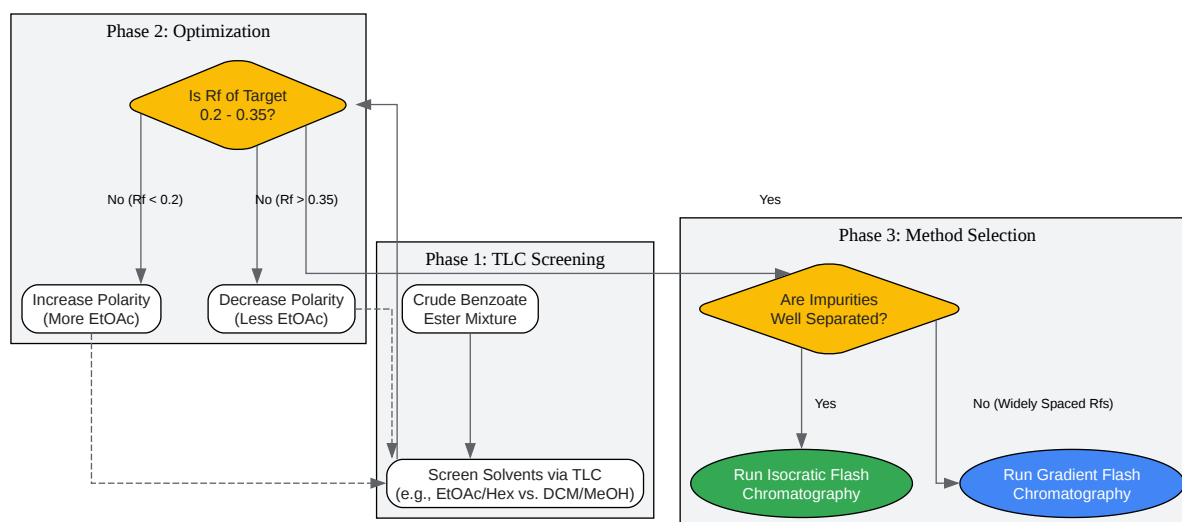 Phase 2: Optimization
Is Rf of Target
0.2 - 0.35?
No (Rf < 0.2)
No (Rf > 0.35)
Increase Polarity
(More EtOAc)
Decrease Polarity
(Less EtOAc)
Phase 1: TLC Screening
Crude Benzoate
Ester Mixture
Screen Solvents via TLC
(e.g., EtOAc/Hex vs. DCM/MeOH)
Yes
Phase 3: Method Selection
Are Impurities
Well Separated?
Yes
No (Widely Spaced Rfs)
Run Isocratic Flash
Chromatography
Run Gradient Flash
Chromatography